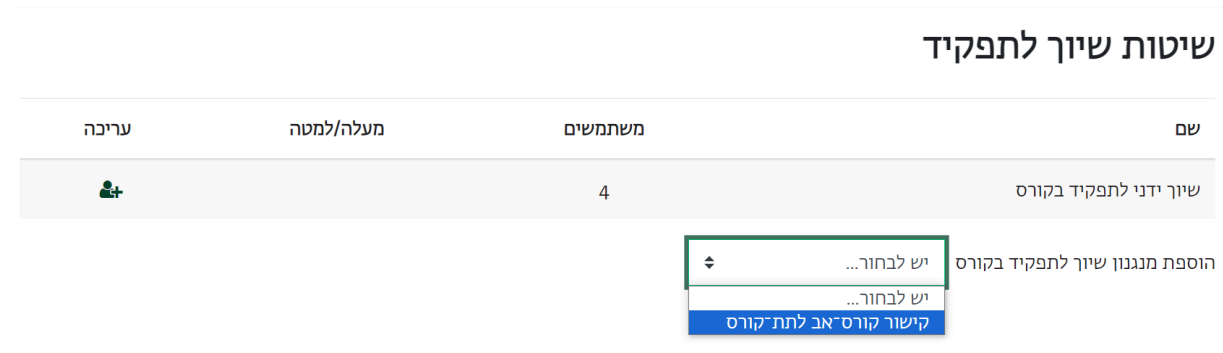 שיטות שיוך לתפקיד
שם משתמשים מעלה/למטה עריכה
שיוך ידני לתפקיד בקורס 4
הוספת מנגנון שיוך לתפקיד בקורס יש לבחור...
יש לבחור...
קישור קורס־אב לתת־קורס